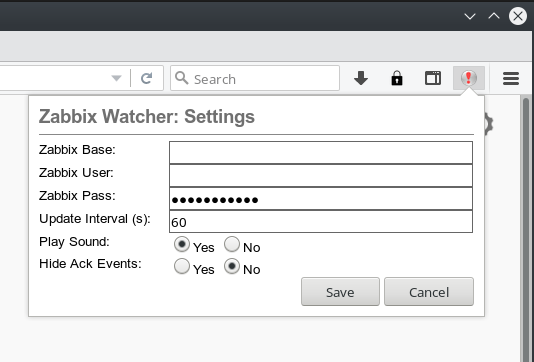 Search
Zabbix Watcher: Settings
Zabbix Base:
Zabbix User:
Zabbix Pass: ●●●●●●●●●●●
Update Interval (s): 60
Play Sound: Yes No
Hide Ack Events: Yes No
Save Cancel